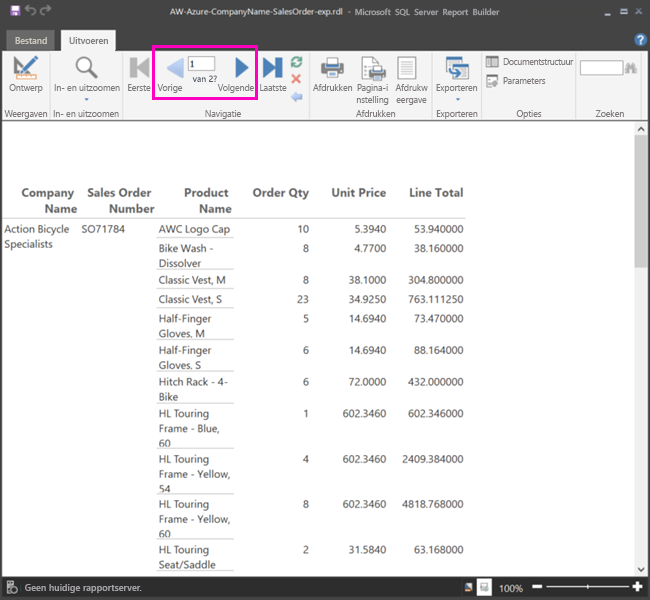 AW-Azure-CompanyName-SalesOrder-exp.rdl - Microsoft SQL Server Report Builder
Bestand Uitvoeren
Ontwerp
In- en uitzoomen
Eerste Vorige
1
van 2?
Volgende Laatste
Afdrukken
Pagina-i
nstelling
Afdrukw
eergave
Exporteren
Documentstructuur
Parameters
Weergaven In- en uitzoomen Navigatie Afdrukken Exporteren Opties Zoeken
Company Sales Order Product Order Qty Unit Price Line Total
Name Number Name
Action Bicycle SO71784 AWC Logo Cap 10 5.3940 53.940000
Specialists Bike Wash - 8 4.7700 38.160000
Dissolver
Classic Vest, M 8 38.1000 304.800000
Classic Vest, S 23 34.9250 763.111250
Half-Finger 5 14.6940 73.470000
Gloves, M
Half-Finger 6 14.6940 88.164000
Gloves, S
Hitch Rack - 4- 6 72.0000 432.000000
Bike
HL Touring 1 602.3460 602.346000
Frame - Blue,
60
HL Touring 4 602.3460 2409.384000
Frame - Yellow,
54
HL Touring 8 602.3460 4818.768000
Frame - Yellow,
60
HL Touring 2 31.5840 63.168000
Seat/Saddle
Geen huidige rapportserver. 100%